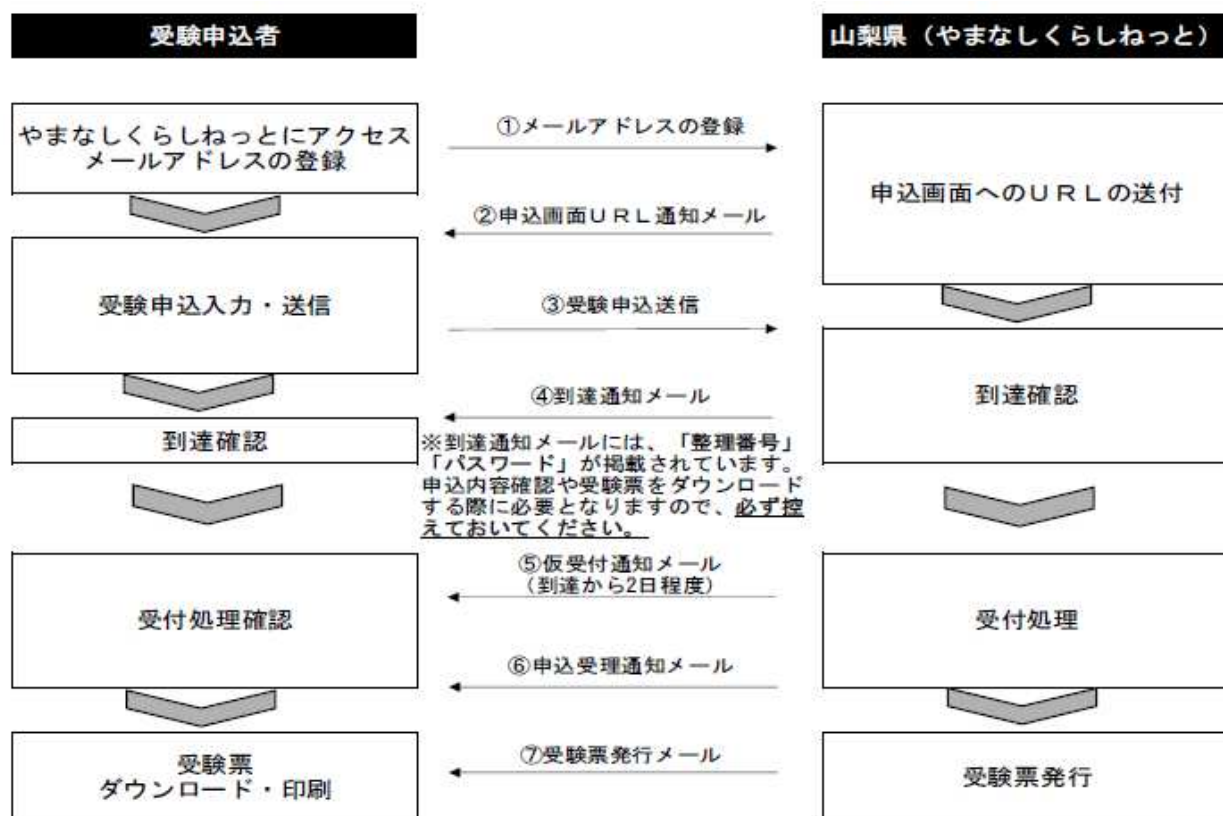 受験申込者
山梨県（やまなしくらしねっと）
やまなしくらしねっとにアクセス
メールアドレスの登録
①メールアドレスの登録
申込画面へのＵＲＬの送付
②申込画面ＵＲＬ通知メール
受験申込入力・送信
③受験申込送信
到達確認
④到達通知メール
到達確認
※到達通知メールには、「整理番号」
「パスワード」が掲載されています。
申込内容確認や受験票をダウンロード
する際に必要となりますので、必ず控
えておいてください。
⑤仮受付通知メール
（到達から2日程度）
受付処理確認
受付処理
⑥申込受理通知メール
受験票
ダウンロード・印刷
⑦受験票発行メール
受験票発行